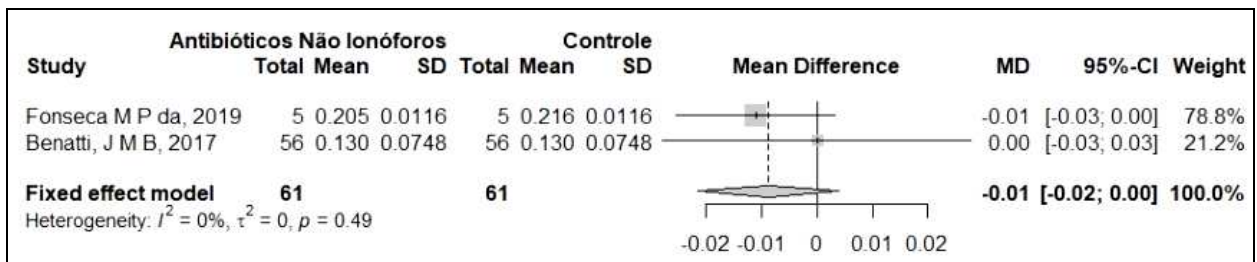 Antibióticos Não Ionóforos Controle
Study Total Mean SD Total Mean SD Mean Difference MD 95%-CI Weight
Fonseca M P da, 2019 5 0.205 0.0116 5 0.216 0.0116 -0.01 [-0.03; 0.00] 78.8%
Benatti, J M B, 2017 56 0.130 0.0748 56 0.130 0.0748 0.00 [-0.03; 0.03] 21.2%
Fixed effect model 61 61 -0.01 [-0.02; 0.00] 100.0%
Heterogeneity: I² = 0%, τ² = 0, p = 0.49
-0.02 -0.01 0 0.01 0.02